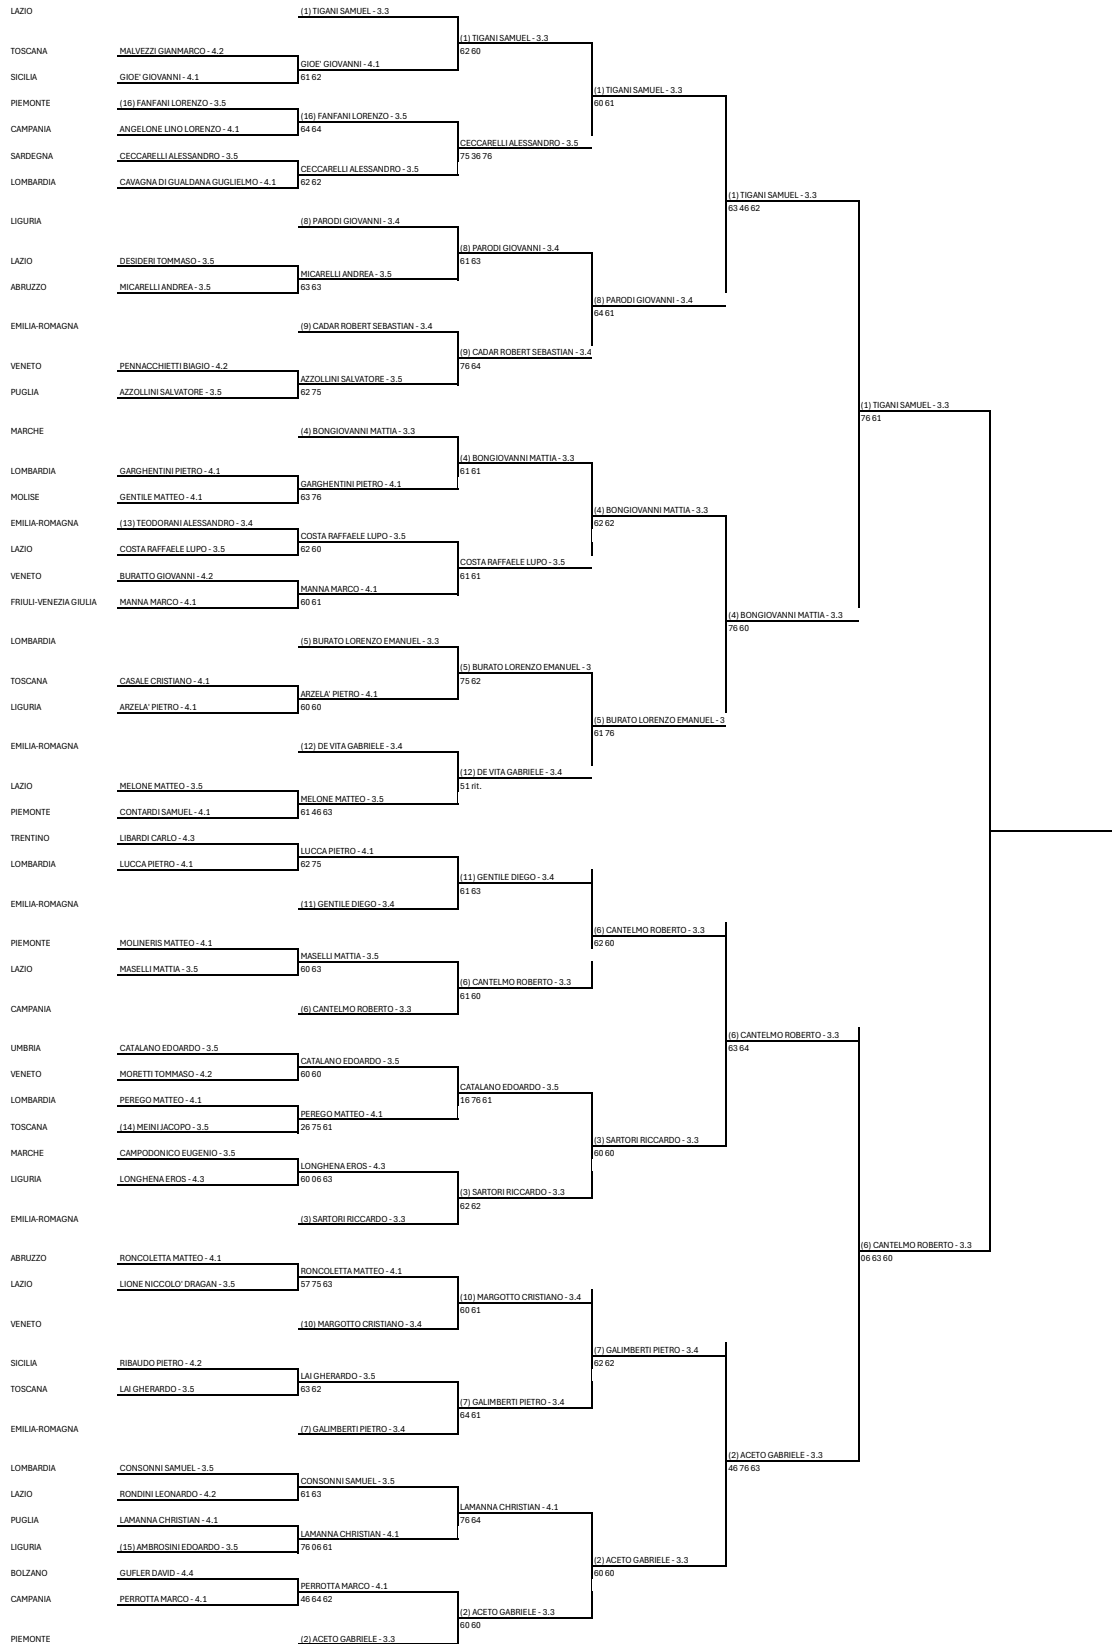 LAZIO
(1) TIGANI SAMUEL - 3.3
(1) TIGANI SAMUEL - 3.3
TOSCANA
MALVEZZI GIANMARCO - 4.2
62 60
GIOE' GIOVANNI - 4.1
SICILIA
GIOE' GIOVANNI - 4.1
61 62
(1) TIGANI SAMUEL - 3.3
PIEMONTE
(16) FANFANI LORENZO - 3.5
60 61
(16) FANFANI LORENZO - 3.5
CAMPANIA
ANGELONE LINO LORENZO - 4.1
64 64
CECCARELLI ALESSANDRO - 3.5
SARDEGNA
CECCARELLI ALESSANDRO - 3.5
75 36 76
CECCARELLI ALESSANDRO - 3.5
LOMBARDIA
CAVAGNA DI GUALDANA GUGLIELMO - 4.1
62 62
(1) TIGANI SAMUEL - 3.3
63 46 62
LIGURIA
(8) PARODI GIOVANNI - 3.4
(8) PARODI GIOVANNI - 3.4
LAZIO
DESIDERI TOMMASO - 3.5
61 63
MICARELLI ANDREA - 3.5
ABRUZZO
MICARELLI ANDREA - 3.5
63 63
(8) PARODI GIOVANNI - 3.4
64 61
EMILIA-ROMAGNA
(9) CADAR ROBERT SEBASTIAN - 3.4
(9) CADAR ROBERT SEBASTIAN - 3.4
VENETO
PENNACCHIETTI BIAGIO - 4.2
76 64
AZZOLLINI SALVATORE - 3.5
PUGLIA
AZZOLLINI SALVATORE - 3.5
62 75
(1) TIGANI SAMUEL - 3.3
76 61
MARCHE
(4) BONGIOVANNI MATTIA - 3.3
(4) BONGIOVANNI MATTIA - 3.3
LOMBARDIA
GARGHENTINI PIETRO - 4.1
61 61
GARGHENTINI PIETRO - 4.1
MOLISE
GENTILE MATTEO - 4.1
63 76
(4) BONGIOVANNI MATTIA - 3.3
EMILIA-ROMAGNA
(13) TEODORANI ALESSANDRO - 3.4
62 62
COSTA RAFFAELE LUPO - 3.5
LAZIO
COSTA RAFFAELE LUPO - 3.5
62 60
COSTA RAFFAELE LUPO - 3.5
VENETO
BURATTO GIOVANNI - 4.2
61 61
MANNA MARCO - 4.1
FRIULI-VENEZIA GIULIA
MANNA MARCO - 4.1
60 61
(4) BONGIOVANNI MATTIA - 3.3
76 60
LOMBARDIA
(5) BURATO LORENZO EMANUEL - 3.3
(5) BURATO LORENZO EMANUEL - 3
TOSCANA
CASALE CRISTIANO - 4.1
75 62
ARZELA' PIETRO - 4.1
LIGURIA
ARZELA' PIETRO - 4.1
60 60
(5) BURATO LORENZO EMANUEL - 3
61 76
EMILIA-ROMAGNA
(12) DE VITA GABRIELE - 3.4
(12) DE VITA GABRIELE - 3.4
LAZIO
MELONE MATTEO - 3.5
51 rit.
MELONE MATTEO - 3.5
PIEMONTE
CONTARDI SAMUEL - 4.1
61 46 63
TRENTINO
LIBARDI CARLO - 4.3
LUCCA PIETRO - 4.1
LOMBARDIA
LUCCA PIETRO - 4.1
62 75
(11) GENTILE DIEGO - 3.4
61 63
EMILIA-ROMAGNA
(11) GENTILE DIEGO - 3.4
(6) CANTELMO ROBERTO - 3.3
PIEMONTE
MOLINERIS MATTEO - 4.1
62 60
MASELLI MATTIA - 3.5
LAZIO
MASELLI MATTIA - 3.5
60 63
(6) CANTELMO ROBERTO - 3.3
61 60
CAMPANIA
(6) CANTELMO ROBERTO - 3.3
(6) CANTELMO ROBERTO - 3.3
UMBRIA
CATALANO EDOARDO - 3.5
63 64
CATALANO EDOARDO - 3.5
VENETO
MORETTI TOMMASO - 4.2
60 60
CATALANO EDOARDO - 3.5
LOMBARDIA
PEREGO MATTEO - 4.1
16 76 61
PEREGO MATTEO - 4.1
TOSCANA
(14) MEINI JACOPO - 3.5
26 75 61
(3) SARTORI RICCARDO - 3.3
MARCHE
CAMPODONICO EUGENIO - 3.5
60 60
LONGHENA EROS - 4.3
LIGURIA
LONGHENA EROS - 4.3
60 06 63
(3) SARTORI RICCARDO - 3.3
62 62
EMILIA-ROMAGNA
(3) SARTORI RICCARDO - 3.3
(6) CANTELMO ROBERTO - 3.3
ABRUZZO
RONCOLETTA MATTEO - 4.1
06 63 60
RONCOLETTA MATTEO - 4.1
LAZIO
LIONE NICCOLO' DRAGAN - 3.5
57 75 63
(10) MARGOTTO CRISTIANO - 3.4
60 61
VENETO
(10) MARGOTTO CRISTIANO - 3.4
(7) GALIMBERTI PIETRO - 3.4
SICILIA
RIBAUDO PIETRO - 4.2
62 62
LAI GHERARDO - 3.5
TOSCANA
LAI GHERARDO - 3.5
63 62
(7) GALIMBERTI PIETRO - 3.4
64 61
EMILIA-ROMAGNA
(7) GALIMBERTI PIETRO - 3.4
(2) ACETO GABRIELE - 3.3
LOMBARDIA
CONSONNI SAMUEL - 3.5
46 76 63
CONSONNI SAMUEL - 3.5
LAZIO
RONDINI LEONARDO - 4.2
61 63
LAMANNA CHRISTIAN - 4.1
PUGLIA
LAMANNA CHRISTIAN - 4.1
76 64
LAMANNA CHRISTIAN - 4.1
LIGURIA
(15) AMBROSINI EDOARDO - 3.5
76 06 61
(2) ACETO GABRIELE - 3.3
BOLZANO
GUFLER DAVID - 4.4
60 60
PERROTTA MARCO - 4.1
CAMPANIA
PERROTTA MARCO - 4.1
46 64 62
(2) ACETO GABRIELE - 3.3
60 60
PIEMONTE
(2) ACETO GABRIELE - 3.3